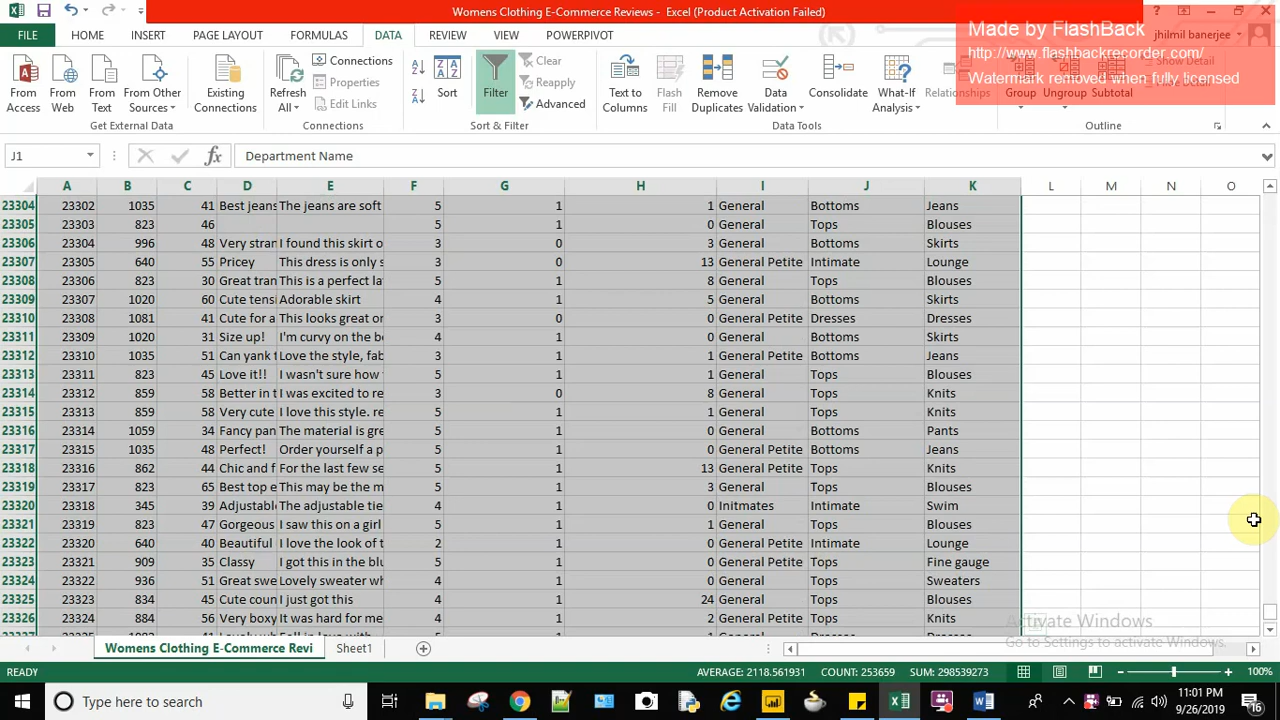 Womens Clothing E-Commerce Reviews - Excel (Product Activation Failed)
Made by FlashBack
http://www.flashbackrecorder.com/
Watermark removed when fully licensed
FILE HOME INSERT PAGE LAYOUT FORMULAS DATA REVIEW VIEW POWERPIVOT jhilmil banerjee
From Access From Web From Text From Other Sources Existing Connections Refresh All Connections Properties Edit Links Sort Filter Clear Reapply Advanced Text to Columns Flash Fill Remove Duplicates Data Validation Consolidate What-If Analysis Relationships Group Ungroup Subtotal Show Detail Hide Detail
Get External Data Connections Sort & Filter Data Tools Outline
J1 Department Name
A B C D E F G H I J K L M N O
23304 23302 1035 41 Best jeans The jeans are soft 5 1 1 General Bottoms Jeans
23305 23303 823 46 5 1 0 General Tops Blouses
23306 23304 996 48 Very stran I found this skirt o 3 0 3 General Bottoms Skirts
23307 23305 640 55 Pricey This dress is only s 3 0 13 General Petite Intimate Lounge
23308 23306 823 30 Great tran This is a perfect la 5 1 8 General Tops Blouses
23309 23307 1020 60 Cute tensi Adorable skirt 4 1 5 General Bottoms Skirts
23310 23308 1081 41 Cute for a This looks great or 3 0 0 General Petite Dresses Dresses
23311 23309 1020 31 Size up! I'm curvy on the bo 4 1 0 General Bottoms Skirts
23312 23310 1035 51 Can yank t Love the style, fab 3 1 1 General Petite Bottoms Jeans
23313 23311 823 45 Love it!! I wasn't sure how 5 1 1 General Tops Blouses
23314 23312 859 58 Better in t I was excited to re 3 0 8 General Tops Knits
23315 23313 859 58 Very cute I love this style. re 5 1 1 General Tops Knits
23316 23314 1059 34 Fancy pan The material is gre 5 1 0 General Bottoms Pants
23317 23315 1035 48 Perfect! Order yourself a p 5 1 0 General Petite Bottoms Jeans
23318 23316 862 44 Chic and f For the last few se 5 1 13 General Petite Tops Knits
23319 23317 823 65 Best top e This may be the m 5 1 3 General Tops Blouses
23320 23318 345 39 Adjustable The adjustable tie 4 1 0 Initmates Intimate Swim
23321 23319 823 47 Gorgeous I saw this on a girl 5 1 1 General Tops Blouses
23322 23320 640 40 Beautiful I love the look of t 2 1 0 General Petite Intimate Lounge
23323 23321 909 35 Classy I got this in the blu 5 1 0 General Petite Tops Fine gauge
23324 23322 936 51 Great swe Lovely sweater wh 4 1 0 General Tops Sweaters
23325 23323 834 45 Cute coun I just got this 4 1 24 General Tops Blouses
23326 23324 884 56 Very boxy It was hard for me 4 1 2 General Petite Tops Knits
Activate Windows
Go to Settings to activate Windows.
Womens Clothing E-Commerce Revi Sheet1
READY AVERAGE: 2118.561931 COUNT: 253659 SUM: 298539273 100%
Type here to search 11:01 PM
9/26/2019 16